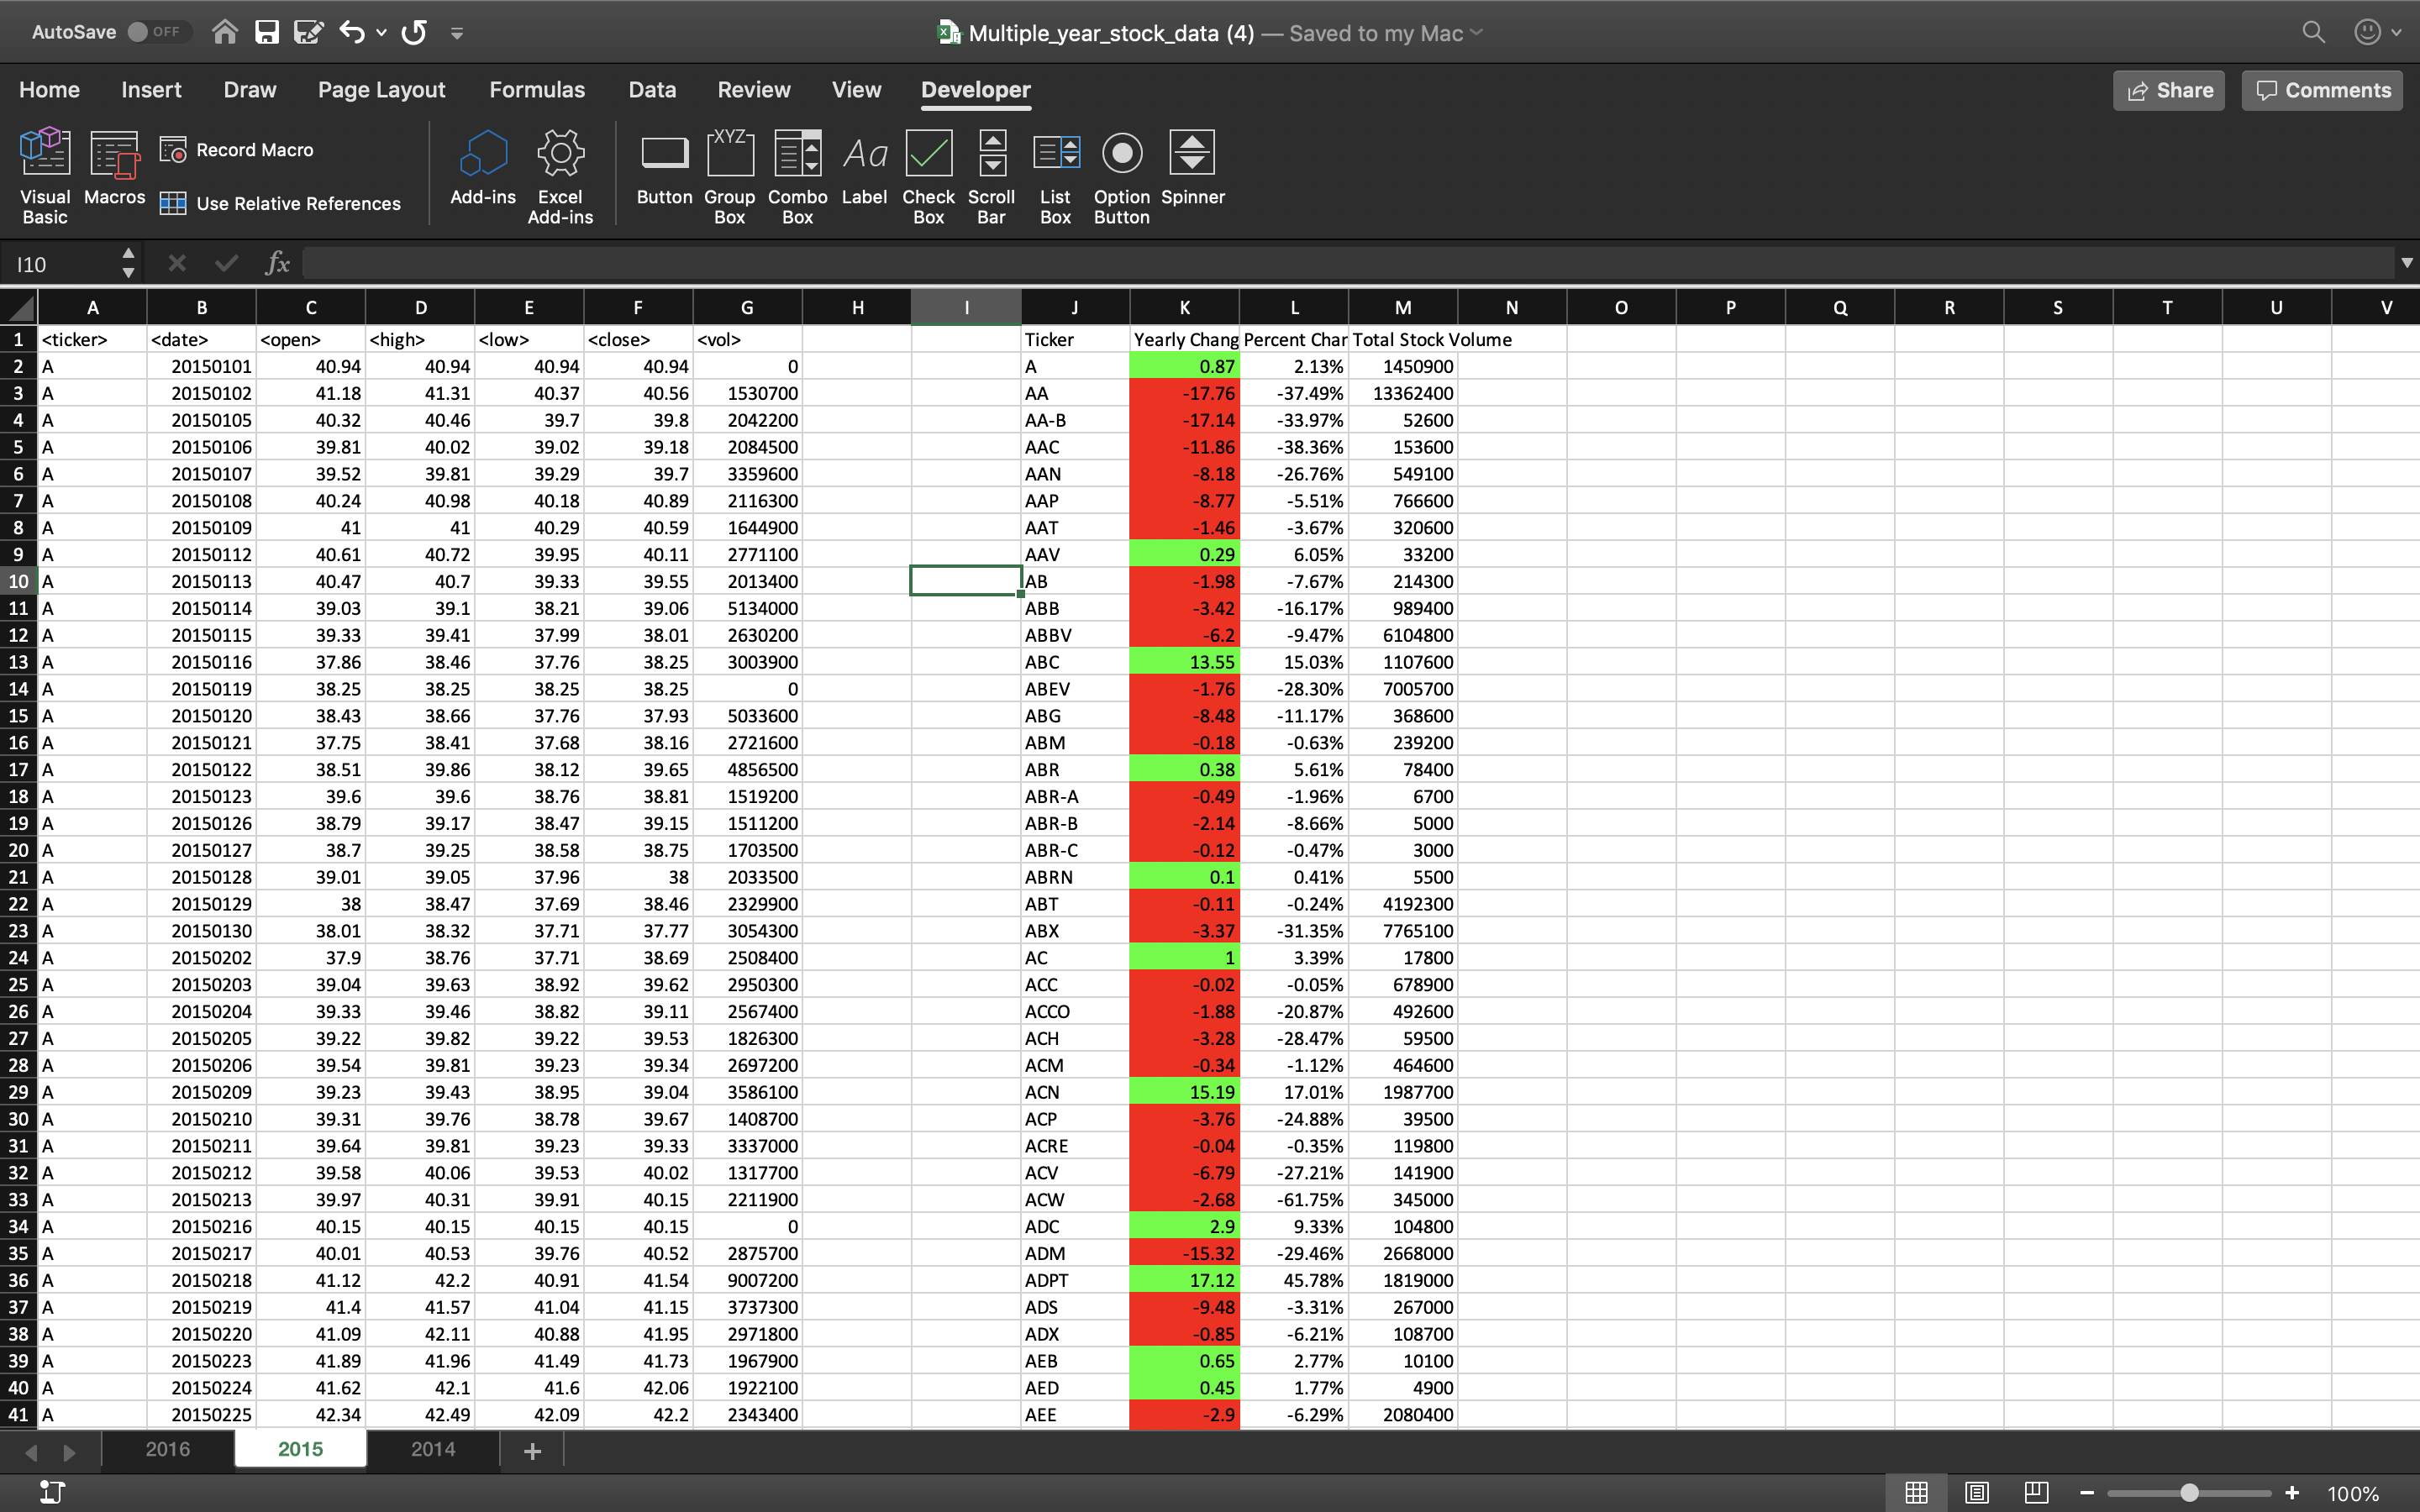 AutoSave OFF Multiple_year_stock_data (4) — Saved to my Mac
Home Insert Draw Page Layout Formulas Data Review View Developer Share Comments
Visual Basic Macros Record Macro Use Relative References Add-ins Excel Add-ins Button XYZ Group Box Combo Box Aa Label Check Box Scroll Bar List Box Option Button Spinner
I10 fx
A B C D E F G H I J K L M N O P Q R S T U V
1 <ticker> <date> <open> <high> <low> <close> <vol> Ticker Yearly Chang Percent Char Total Stock Volume
2 A 20150101 40.94 40.94 40.94 40.94 0 A 0.87 2.13% 1450900
3 A 20150102 41.18 41.31 40.37 40.56 1530700 AA -17.76 -37.49% 13362400
4 A 20150105 40.32 40.46 39.7 39.8 2042200 AA-B -17.14 -33.97% 52600
5 A 20150106 39.81 40.02 39.02 39.18 2084500 AAC -11.86 -38.36% 153600
6 A 20150107 39.52 39.81 39.29 39.7 3359600 AAN -8.18 -26.76% 549100
7 A 20150108 40.24 40.98 40.18 40.89 2116300 AAP -8.77 -5.51% 766600
8 A 20150109 41 41 40.29 40.59 1644900 AAT -1.46 -3.67% 320600
9 A 20150112 40.61 40.72 39.95 40.11 2771100 AAV 0.29 6.05% 33200
10 A 20150113 40.47 40.7 39.33 39.55 2013400 AB -1.98 -7.67% 214300
11 A 20150114 39.03 39.1 38.21 39.06 5134000 ABB -3.42 -16.17% 989400
12 A 20150115 39.33 39.41 37.99 38.01 2630200 ABBV -6.2 -9.47% 6104800
13 A 20150116 37.86 38.46 37.76 38.25 3003900 ABC 13.55 15.03% 1107600
14 A 20150119 38.25 38.25 38.25 38.25 0 ABEV -1.76 -28.30% 7005700
15 A 20150120 38.43 38.66 37.76 37.93 5033600 ABG -8.48 -11.17% 368600
16 A 20150121 37.75 38.41 37.68 38.16 2721600 ABM -0.18 -0.63% 239200
17 A 20150122 38.51 39.86 38.12 39.65 4856500 ABR 0.38 5.61% 78400
18 A 20150123 39.6 39.6 38.76 38.81 1519200 ABR-A -0.49 -1.96% 6700
19 A 20150126 38.79 39.17 38.47 39.15 1511200 ABR-B -2.14 -8.66% 5000
20 A 20150127 38.7 39.25 38.58 38.75 1703500 ABR-C -0.12 -0.47% 3000
21 A 20150128 39.01 39.05 37.96 38 2033500 ABRN 0.1 0.41% 5500
22 A 20150129 38 38.47 37.69 38.46 2329900 ABT -0.11 -0.24% 4192300
23 A 20150130 38.01 38.32 37.71 37.77 3054300 ABX -3.37 -31.35% 7765100
24 A 20150202 37.9 38.76 37.71 38.69 2508400 AC 1 3.39% 17800
25 A 20150203 39.04 39.63 38.92 39.62 2950300 ACC -0.02 -0.05% 678900
26 A 20150204 39.33 39.46 38.82 39.11 2567400 ACCO -1.88 -20.87% 492600
27 A 20150205 39.22 39.82 39.22 39.53 1826300 ACH -3.28 -28.47% 59500
28 A 20150206 39.54 39.81 39.23 39.34 2697200 ACM -0.34 -1.12% 464600
29 A 20150209 39.23 39.43 38.95 39.04 3586100 ACN 15.19 17.01% 1987700
30 A 20150210 39.31 39.76 38.78 39.67 1408700 ACP -3.76 -24.88% 39500
31 A 20150211 39.64 39.81 39.23 39.33 3337000 ACRE -0.04 -0.35% 119800
32 A 20150212 39.58 40.06 39.53 40.02 1317700 ACV -6.79 -27.21% 141900
33 A 20150213 39.97 40.31 39.91 40.15 2211900 ACW -2.68 -61.75% 345000
34 A 20150216 40.15 40.15 40.15 40.15 0 ADC 2.9 9.33% 104800
35 A 20150217 40.01 40.53 39.76 40.52 2875700 ADM -15.32 -29.46% 2668000
36 A 20150218 41.12 42.2 40.91 41.54 9007200 ADPT 17.12 45.78% 1819000
37 A 20150219 41.4 41.57 41.04 41.15 3737300 ADS -9.48 -3.31% 267000
38 A 20150220 41.09 42.11 40.88 41.95 2971800 ADX -0.85 -6.21% 108700
39 A 20150223 41.89 41.96 41.49 41.73 1967900 AEB 0.65 2.77% 10100
40 A 20150224 41.62 42.1 41.6 42.06 1922100 AED 0.45 1.77% 4900
41 A 20150225 42.34 42.49 42.09 42.2 2343400 AEE -2.9 -6.29% 2080400
2016 2015 2014 +
100%